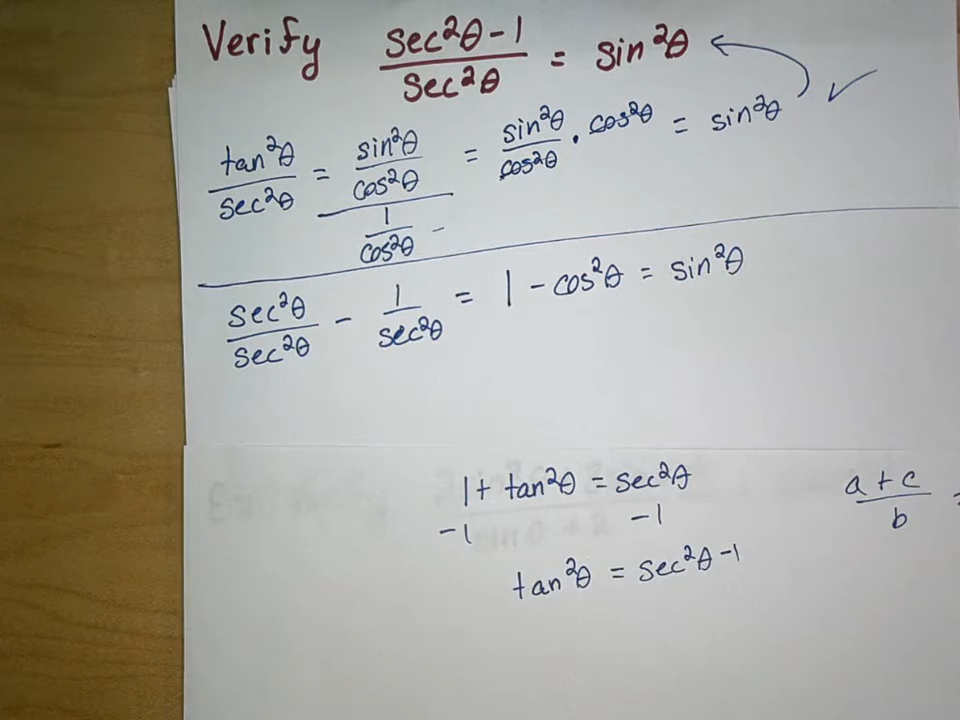 Verify (sec²θ - 1)/(sec²θ) = sin²θ
tan²θ/sec²θ = (sin²θ/cos²θ)/(1/cos²θ) = sin²θ/cos²θ · cos²θ = sin²θ ✓
sec²θ/sec²θ - 1/sec²θ = 1 - cos²θ = sin²θ
1 + tan²θ = sec²θ
-1 -1
tan²θ = sec²θ - 1
(a + c)/b =